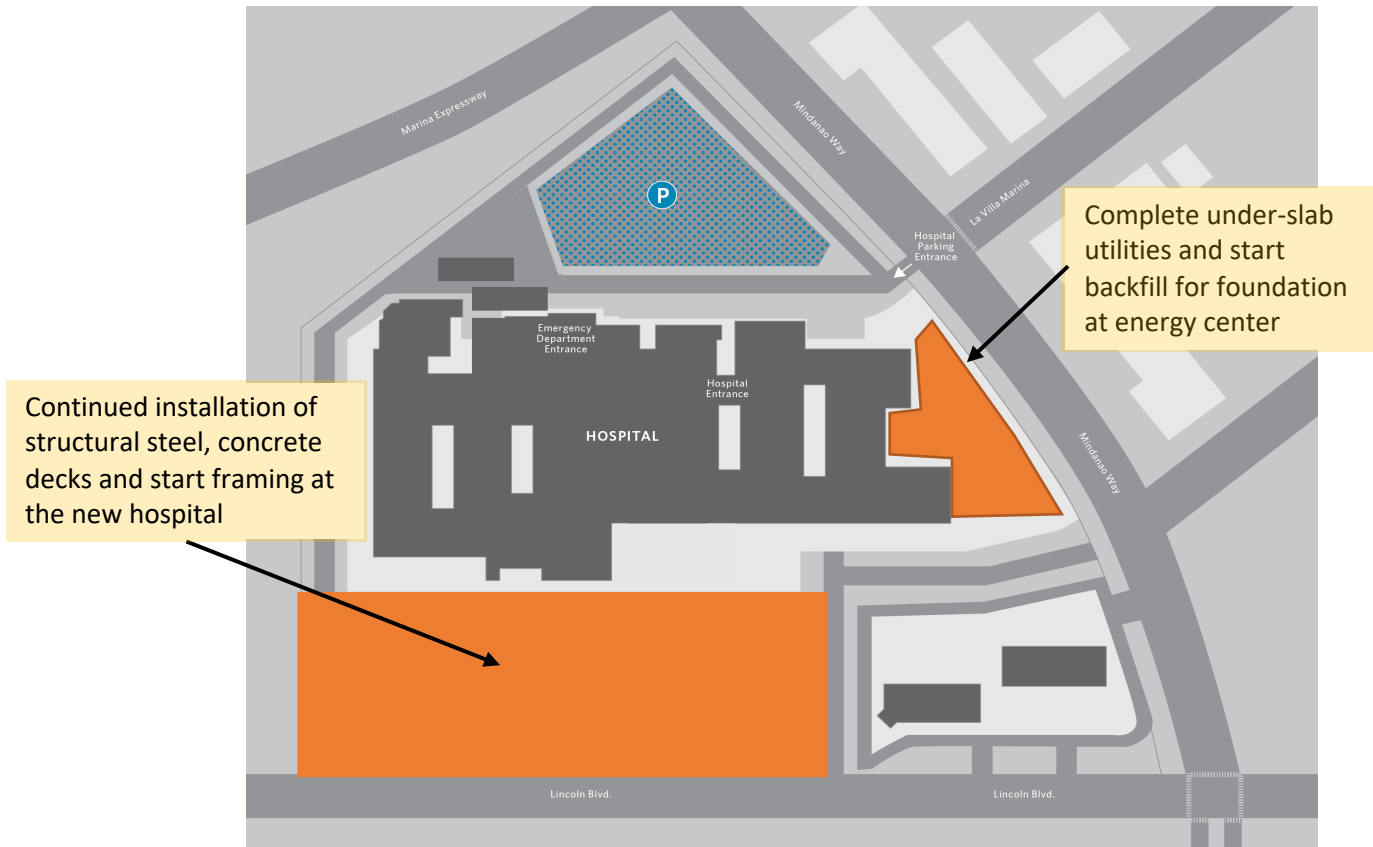 Marina Expressway
Mindanao Way
P
La Villa Marina
Hospital
Parking
Entrance
Complete under-slab
utilities and start
backfill for foundation
at energy center
Emergency
Department
Entrance
Hospital
Entrance
HOSPITAL
Continued installation of
structural steel, concrete
decks and start framing at
the new hospital
Mindanao Way
Lincoln Blvd.
Lincoln Blvd.